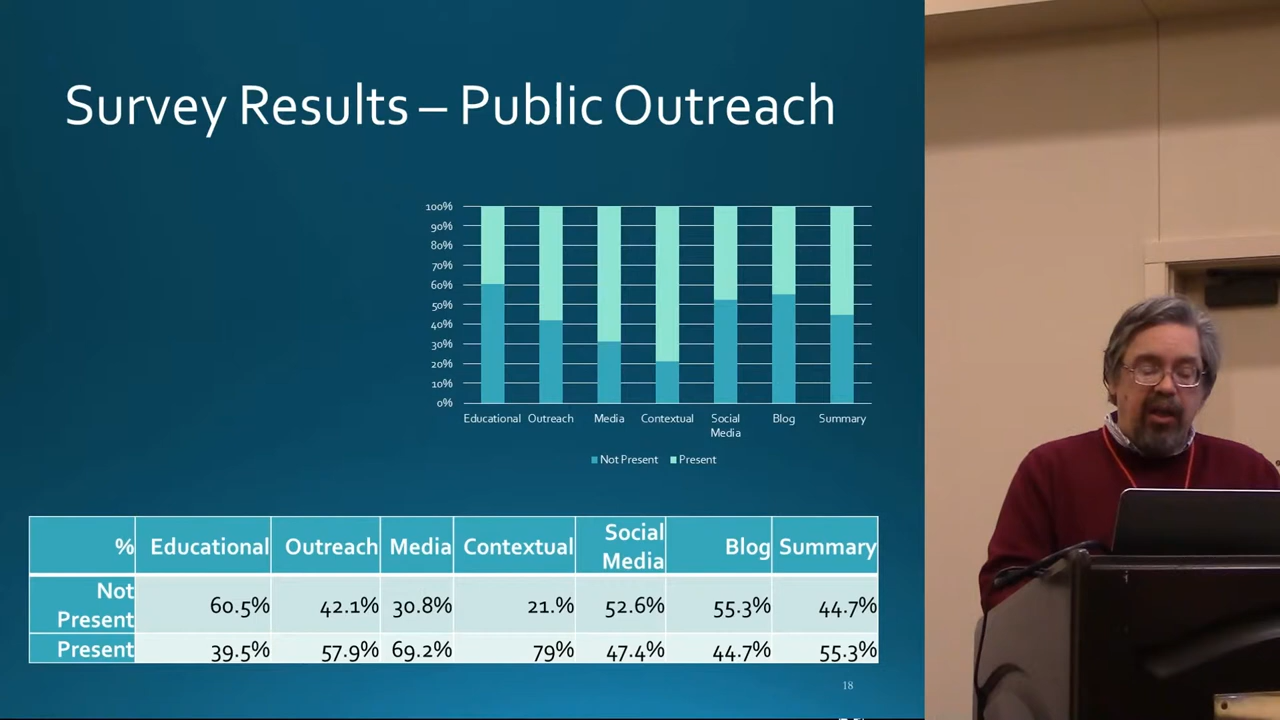 Survey Results – Public Outreach
100%
90%
80%
70%
60%
50%
40%
30%
20%
10%
0%
Educational Outreach Media Contextual Social Media Blog Summary
Not Present Present
% Educational Outreach Media Contextual Social Media Blog Summary
Not Present 60.5% 42.1% 30.8% 21.% 52.6% 55.3% 44.7%
Present 39.5% 57.9% 69.2% 79% 47.4% 44.7% 55.3%
18